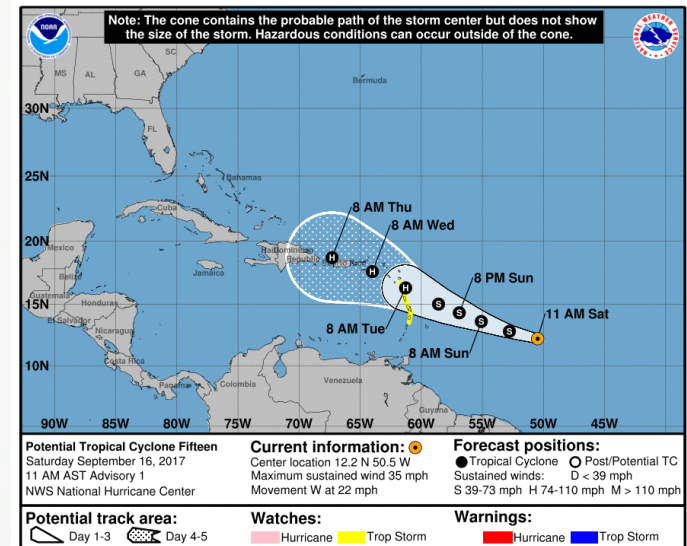 Note: The cone contains the probable path of the storm center but does not show
the size of the storm. Hazardous conditions can occur outside of the cone.
NOAA
NATIONAL WEATHER SERVICE
SC
MS AL GA
Bermuda
30N
FL
25N
Bahamas
8 AM Thu
Cuba
8 AM Wed
20N
Mexico
Haiti
Dominican
Republic
Rico
Jamaica
Belize
8 PM Sun
Guatemala
Honduras
15N
11 AM Sat
El Salvador
8 AM Tue
Nicaragua
8 AM Sun
H H H S S S S
10N
Costa Rica
Panama
Colombia
Venezuela
Guyana
90W 85W 80W 75W 70W 65W 60W 55W 50W 45W
Potential Tropical Cyclone Fifteen
Saturday September 16, 2017
11 AM AST Advisory 1
NWS National Hurricane Center
Current information:
Center location 12.2 N 50.5 W
Maximum sustained wind 35 mph
Movement W at 22 mph
Forecast positions:
Tropical Cyclone Post/Potential TC
Sustained winds: D < 39 mph
S 39-73 mph H 74-110 mph M > 110 mph
Potential track area:
Day 1-3 Day 4-5
Watches:
Hurricane Trop Storm
Warnings:
Hurricane Trop Storm